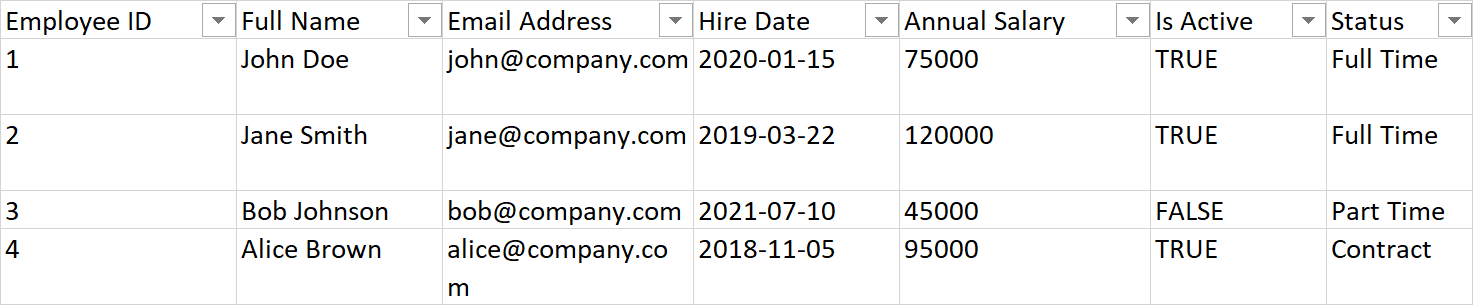 Employee ID Full Name Email Address Hire Date Annual Salary Is Active Status
1 John Doe john@company.com 2020-01-15 75000 TRUE Full Time
2 Jane Smith jane@company.com 2019-03-22 120000 TRUE Full Time
3 Bob Johnson bob@company.com 2021-07-10 45000 FALSE Part Time
4 Alice Brown alice@company.co 2018-11-05 95000 TRUE Contract
m